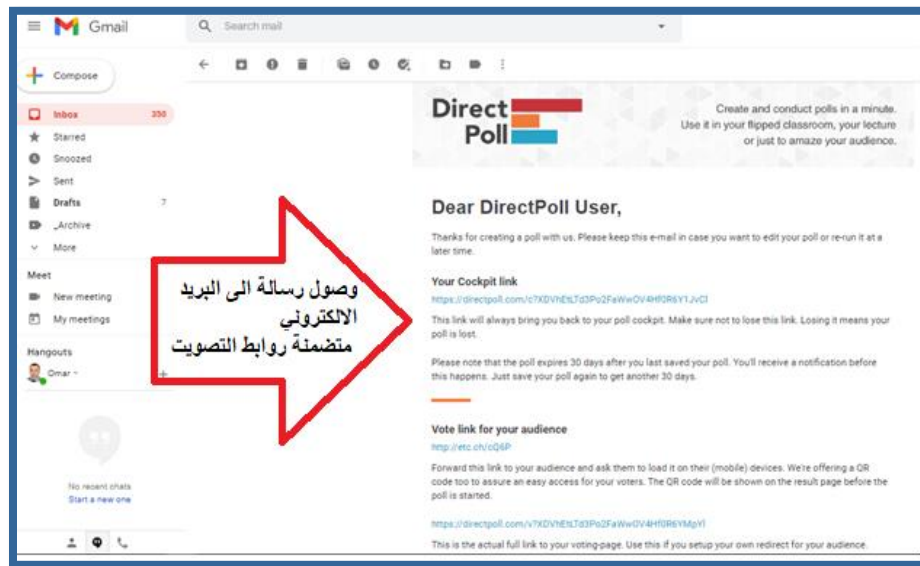 Gmail
Search mail
Compose
Inbox 350
Starred
Snoozed
Sent
Drafts 7
_Archive
More
Meet
New meeting
My meetings
Hangouts
Omar
No recent chats
Start a new one
وصول رسالة الى البريد
الالكتروني
متضمنة روابط التصويت
Direct
Poll
Create and conduct polls in a minute.
Use it in your flipped classroom, your lecture
or just to amaze your audience.
Dear DirectPoll User,
Thanks for creating a poll with us. Please keep this e-mail in case you want to edit your poll or re-run it at a
later time.
Your Cockpit link
This link will always bring you back to your poll cockpit. Make sure not to lose this link. Losing it means your
poll is lost.
Please note that the poll expires 30 days after you last saved your poll. You'll receive a notification before
this happens. Just save your poll again to get another 30 days.
Vote link for your audience
http://etc.ch/cQ6P
Forward this link to your audience and ask them to load it on their (mobile) devices. We're offering a QR
code too to assure an easy access for your voters. The QR code will be shown on the result page before the
poll is started.
This is the actual full link to your voting-page. Use this if you setup your own redirect for your audience.